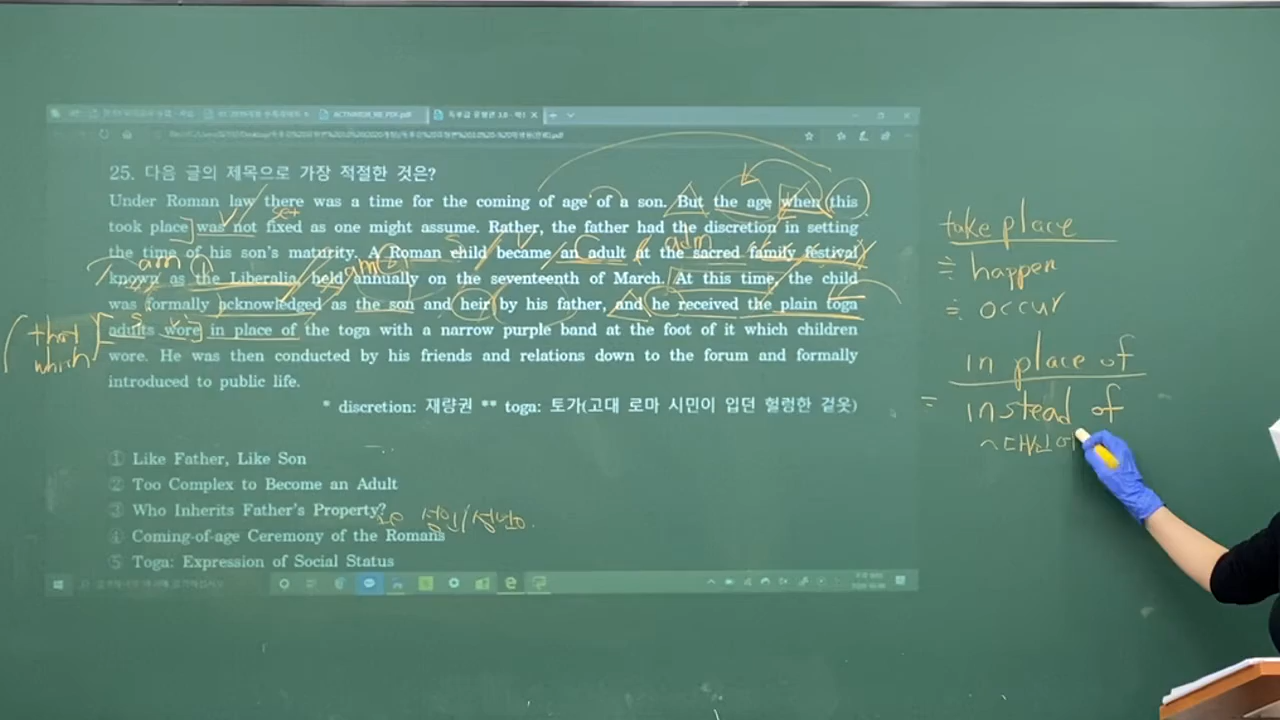 ACTIVEREM_ME_PDF.pdf
25. 다음 글의 제목으로 가장 적절한 것은?
Under Roman law there was a time for the coming of age of a son. But the age when this
set
took place was not fixed as one might assume. Rather, the father had the discretion in setting
the time of his son's maturity. A Roman child became an adult at the sacred family festival
known as the Liberalia held annually on the seventeenth of March. At this time, the child
was formally acknowledged as the son and heir by his father, and he received the plain toga
adults wore in place of the toga with a narrow purple band at the foot of it which children
wore. He was then conducted by his friends and relations down to the forum and formally
introduced to public life.
* discretion: 재량권 ** toga: 토가(고대 로마 시민이 입던 헐렁한 겉옷)
that
which
① Like Father, Like Son
② Too Complex to Become an Adult
③ Who Inherits Father's Property?
성인/성년
④ Coming-of-age Ceremony of the Romans
⑤ Toga: Expression of Social Status
take place
≒ happen
≒ occur
in place of
= instead of
~대신에